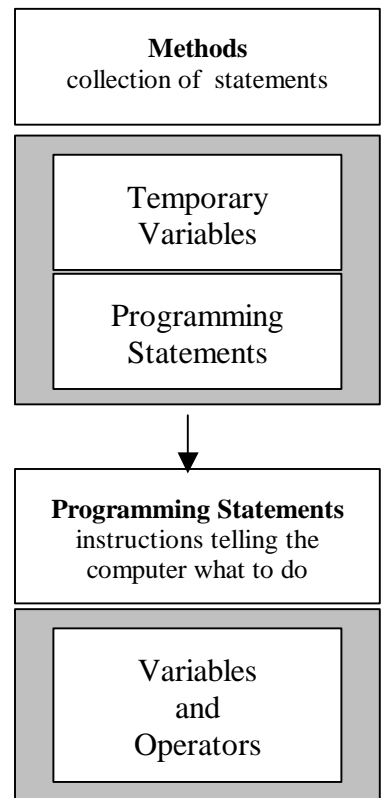 Methods
collection of statements
Temporary
Variables
Programming
Statements
Programming Statements
instructions telling the
computer what to do
Variables
and
Operators